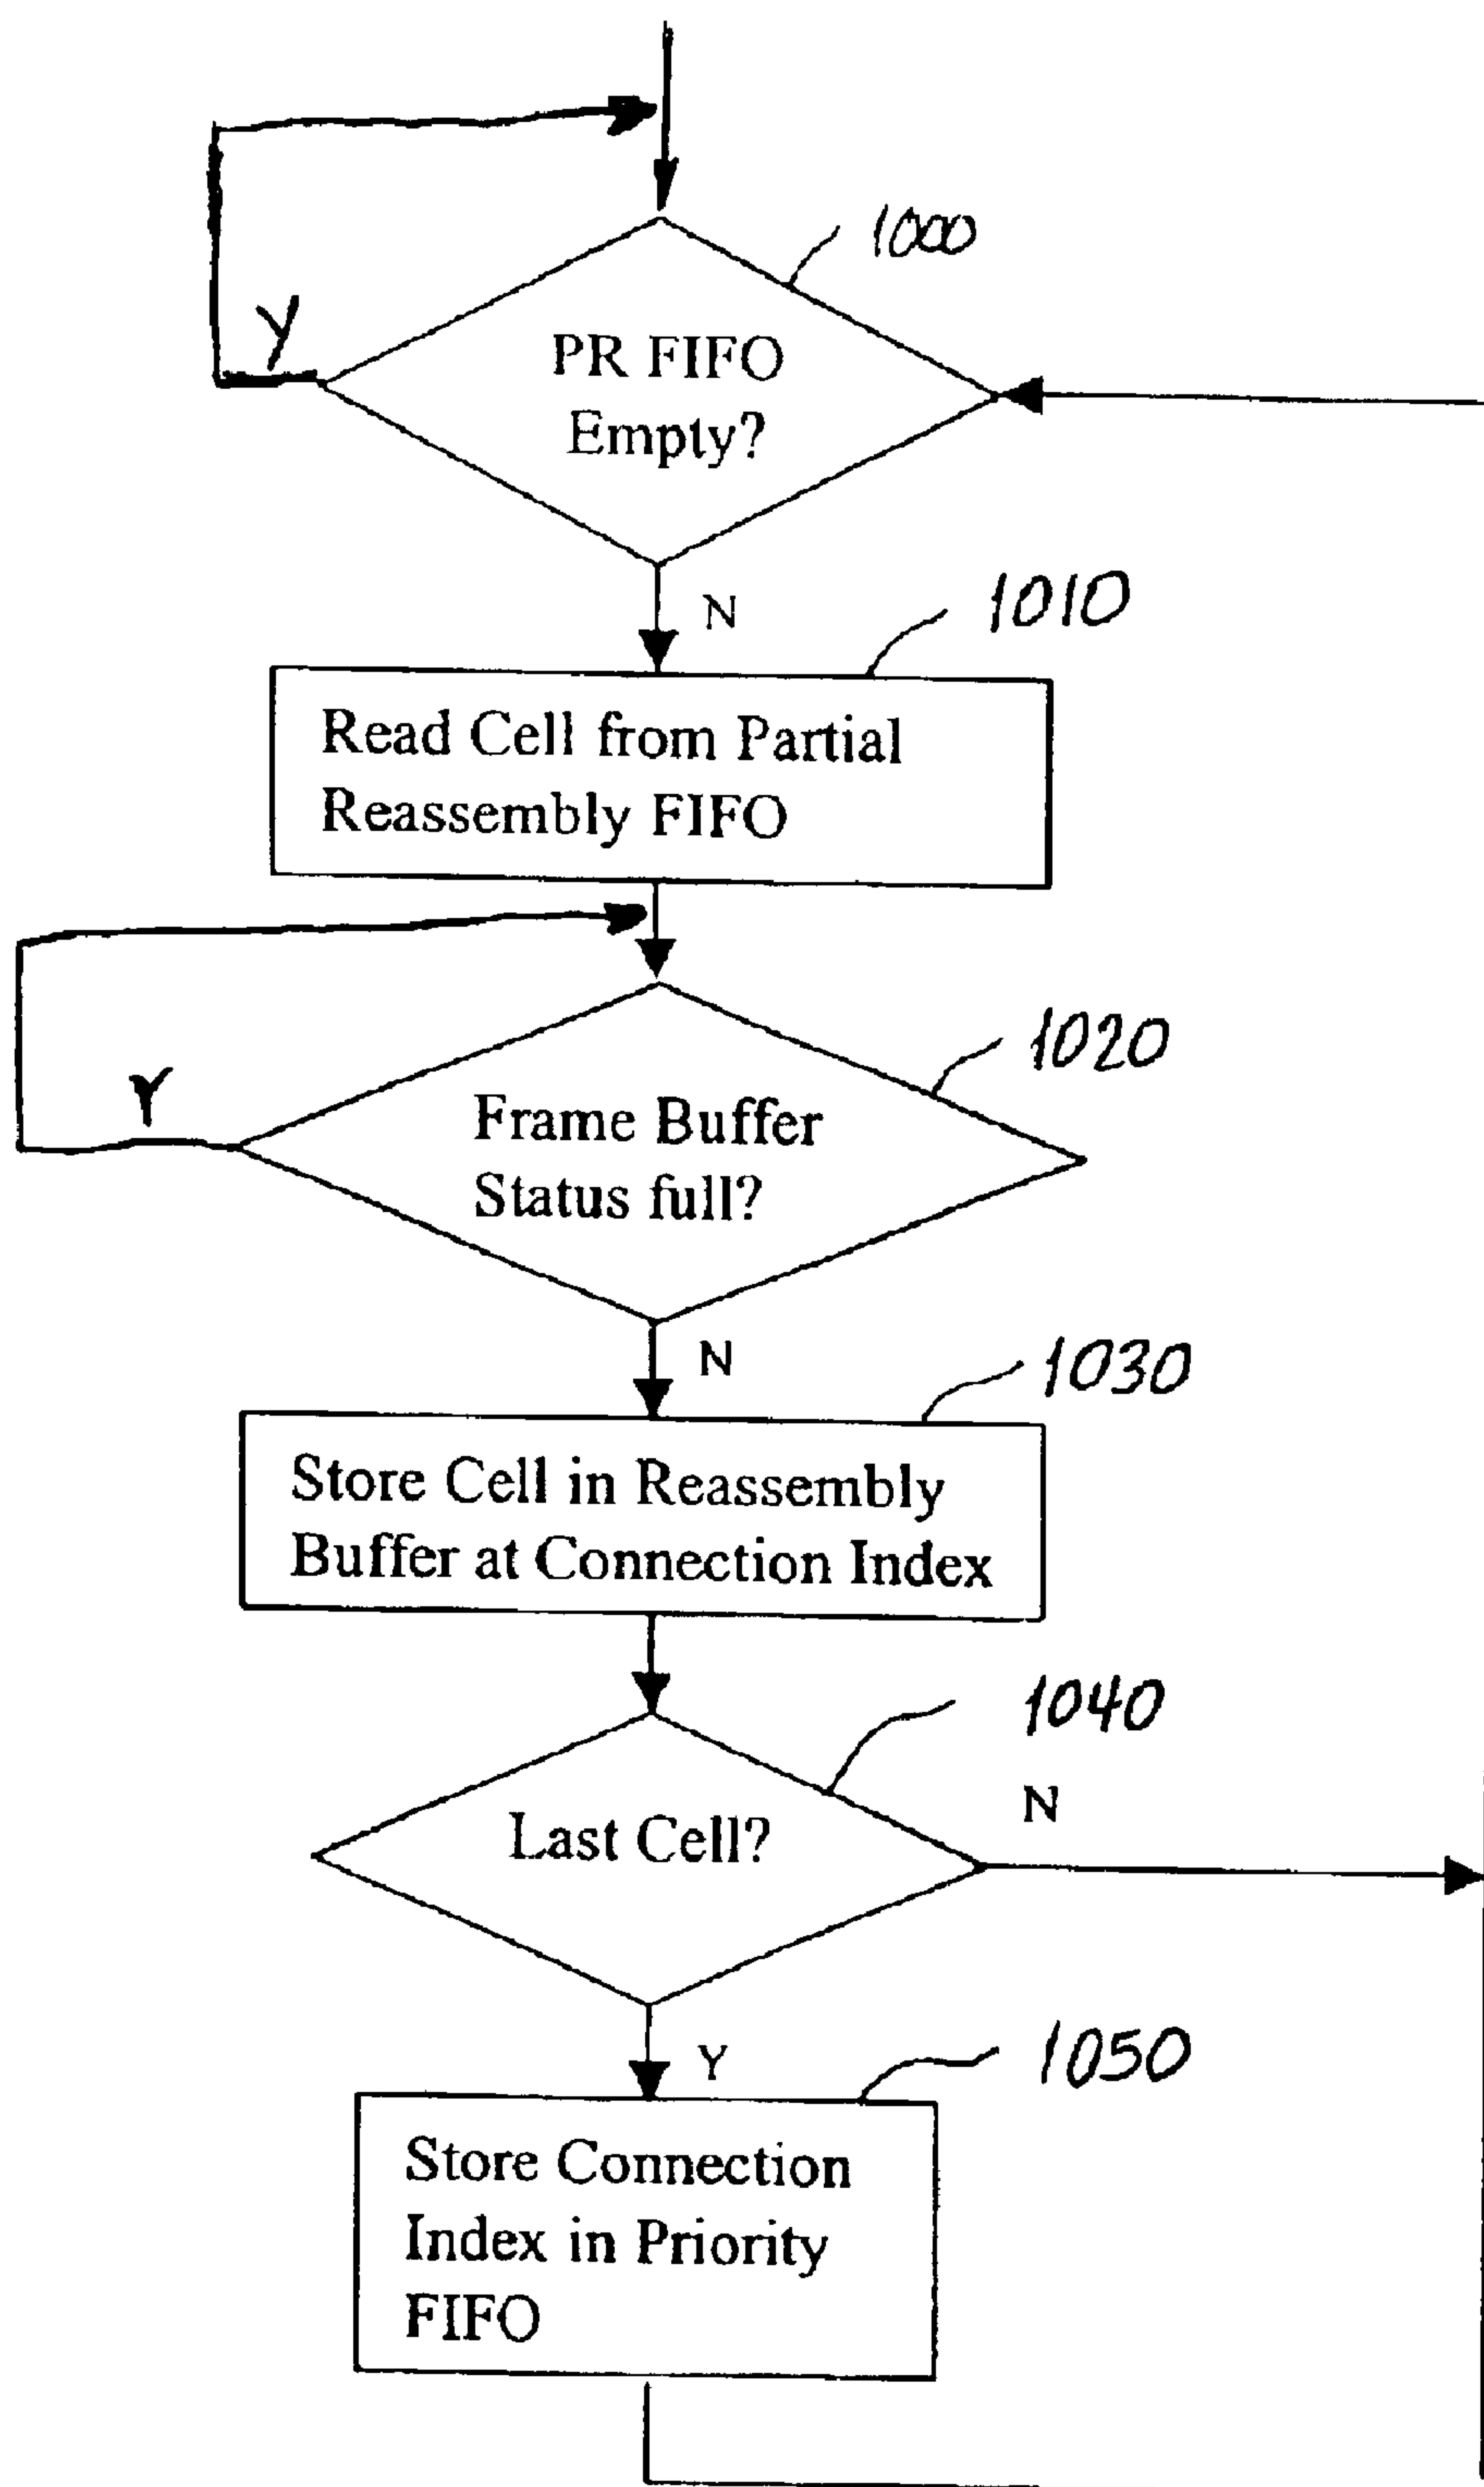 1000
Y
PR FIFO
Empty?
N
1010
Read Cell from Partial
Reassembly FIFO
1020
Y
Frame Buffer
Status full?
N
1030
Store Cell in Reassembly
Buffer at Connection Index
1040
N
Last Cell?
Y
1050
Store Connection
Index in Priority
FIFO